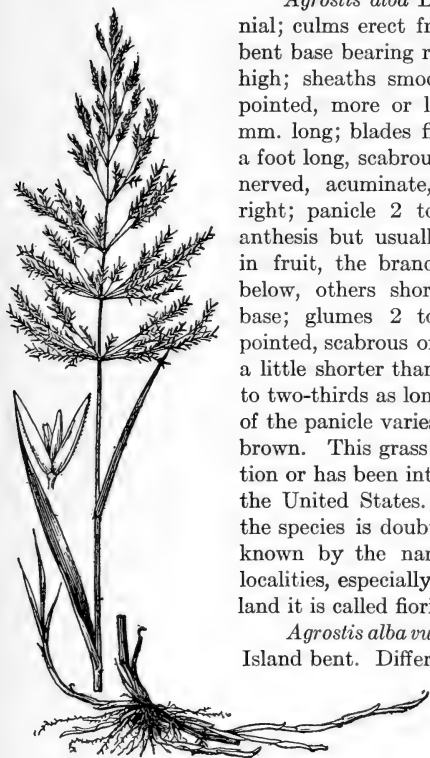 Agrostis alba L
nial; culms erect fr
bent base bearing r
high; sheaths smoo
pointed, more or l
mm. long; blades fl
a foot long, scabrou
nerved, acuminate,
right; panicle 2 to
anthesis but usuall
in fruit, the branc
below, others shor
base; glumes 2 to
pointed, scabrous o
a little shorter than
to two-thirds as lon
of the panicle varies
brown. This grass
tion or has been int
the United States.
the species is doub
known by the nar
localities, especially
land it is called fiori
Agrostis alba vu
Island bent. Differ